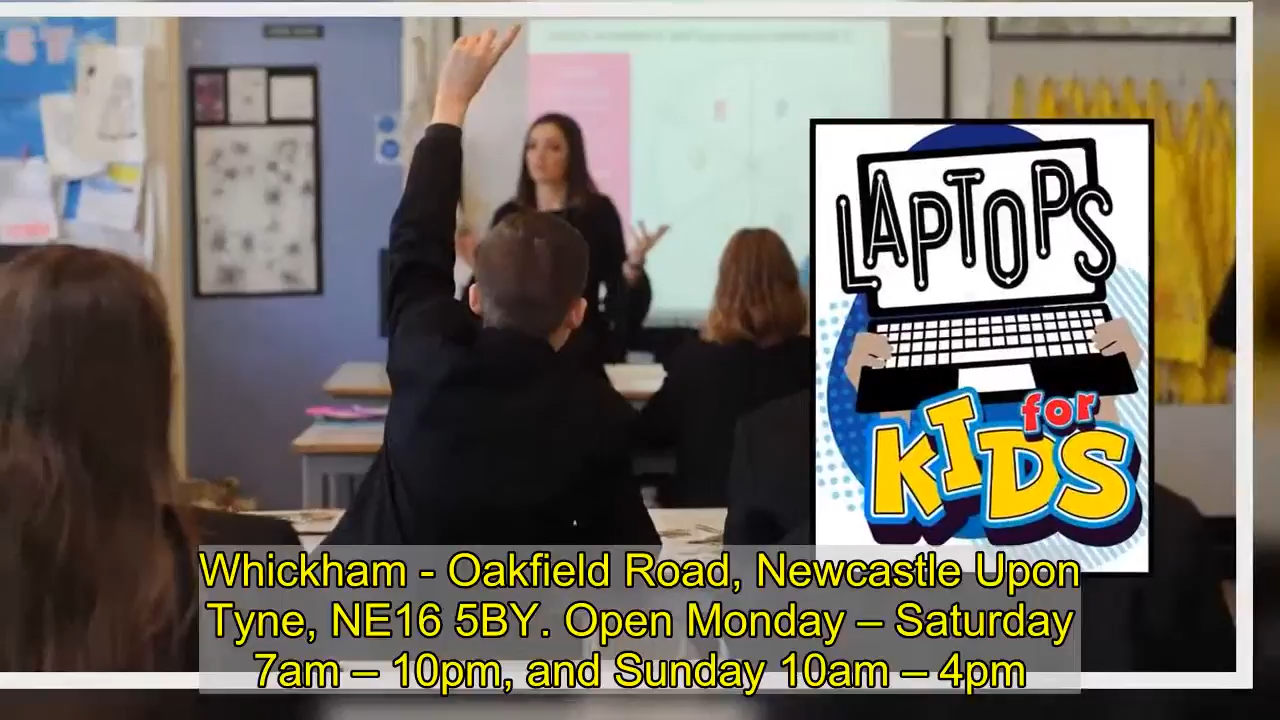 LAPTOPS
for
KIDS
Whickham - Oakfield Road, Newcastle Upon
Tyne, NE16 5BY. Open Monday – Saturday
7am – 10pm, and Sunday 10am – 4pm